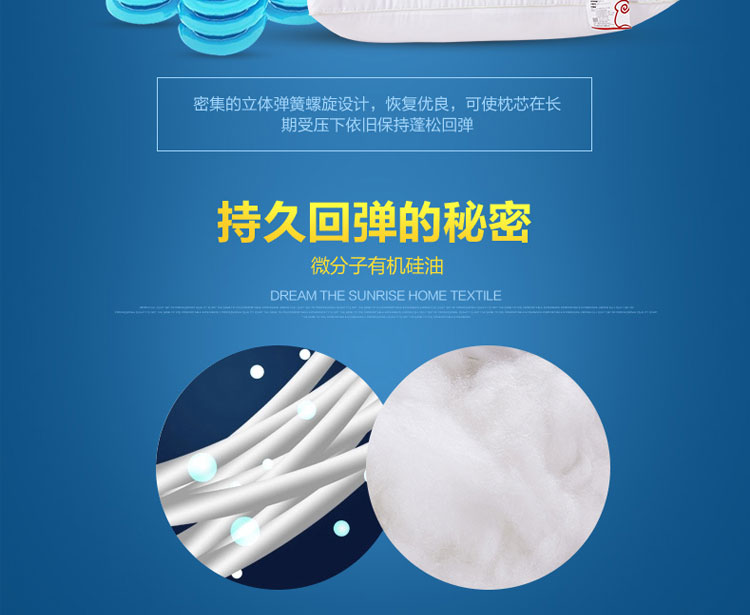 密集的立体弹簧螺旋设计，恢复优良，可使枕芯在长
期受压下依旧保持蓬松回弹
持久回弹的秘密
微分子有机硅油
DREAM THE SUNRISE HOME TEXTILE